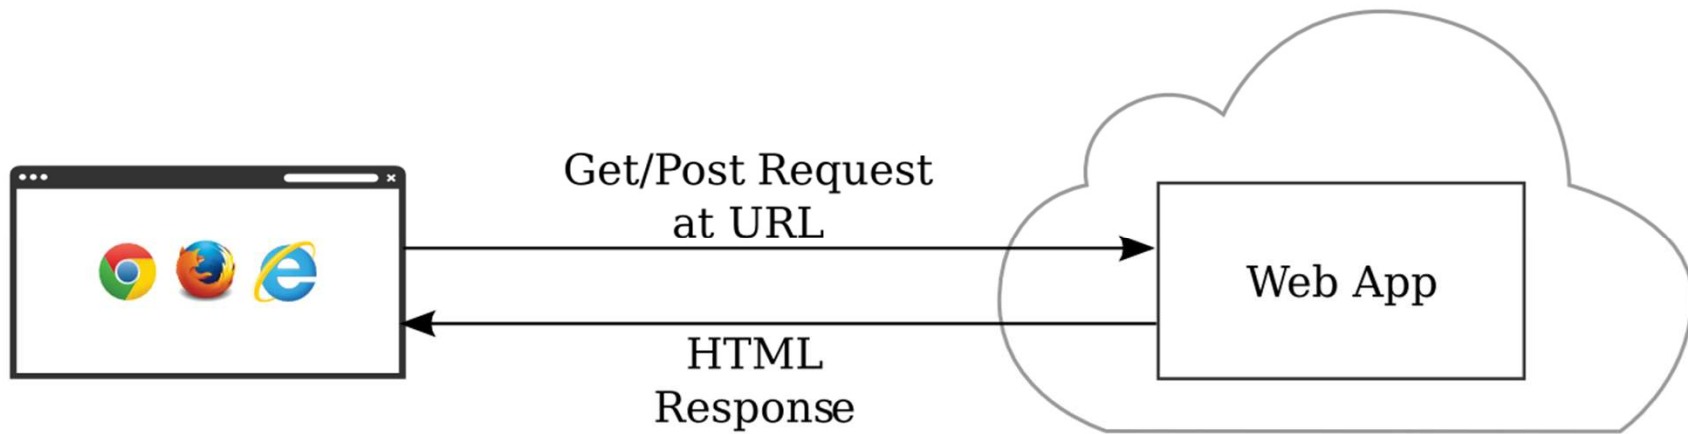 Get/Post Request
at URL
Web App
HTML
Response